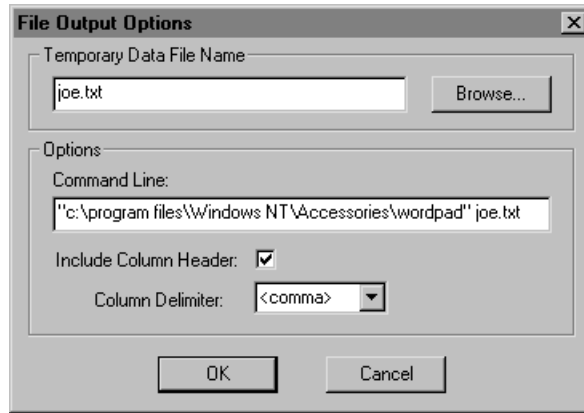 File Output Options
Temporary Data File Name
joe.txt
Browse...
Options
Command Line:
"c:\program files\Windows NT\Accessories\wordpad" joe.txt
Include Column Header:
Column Delimiter:
<comma>
OK
Cancel